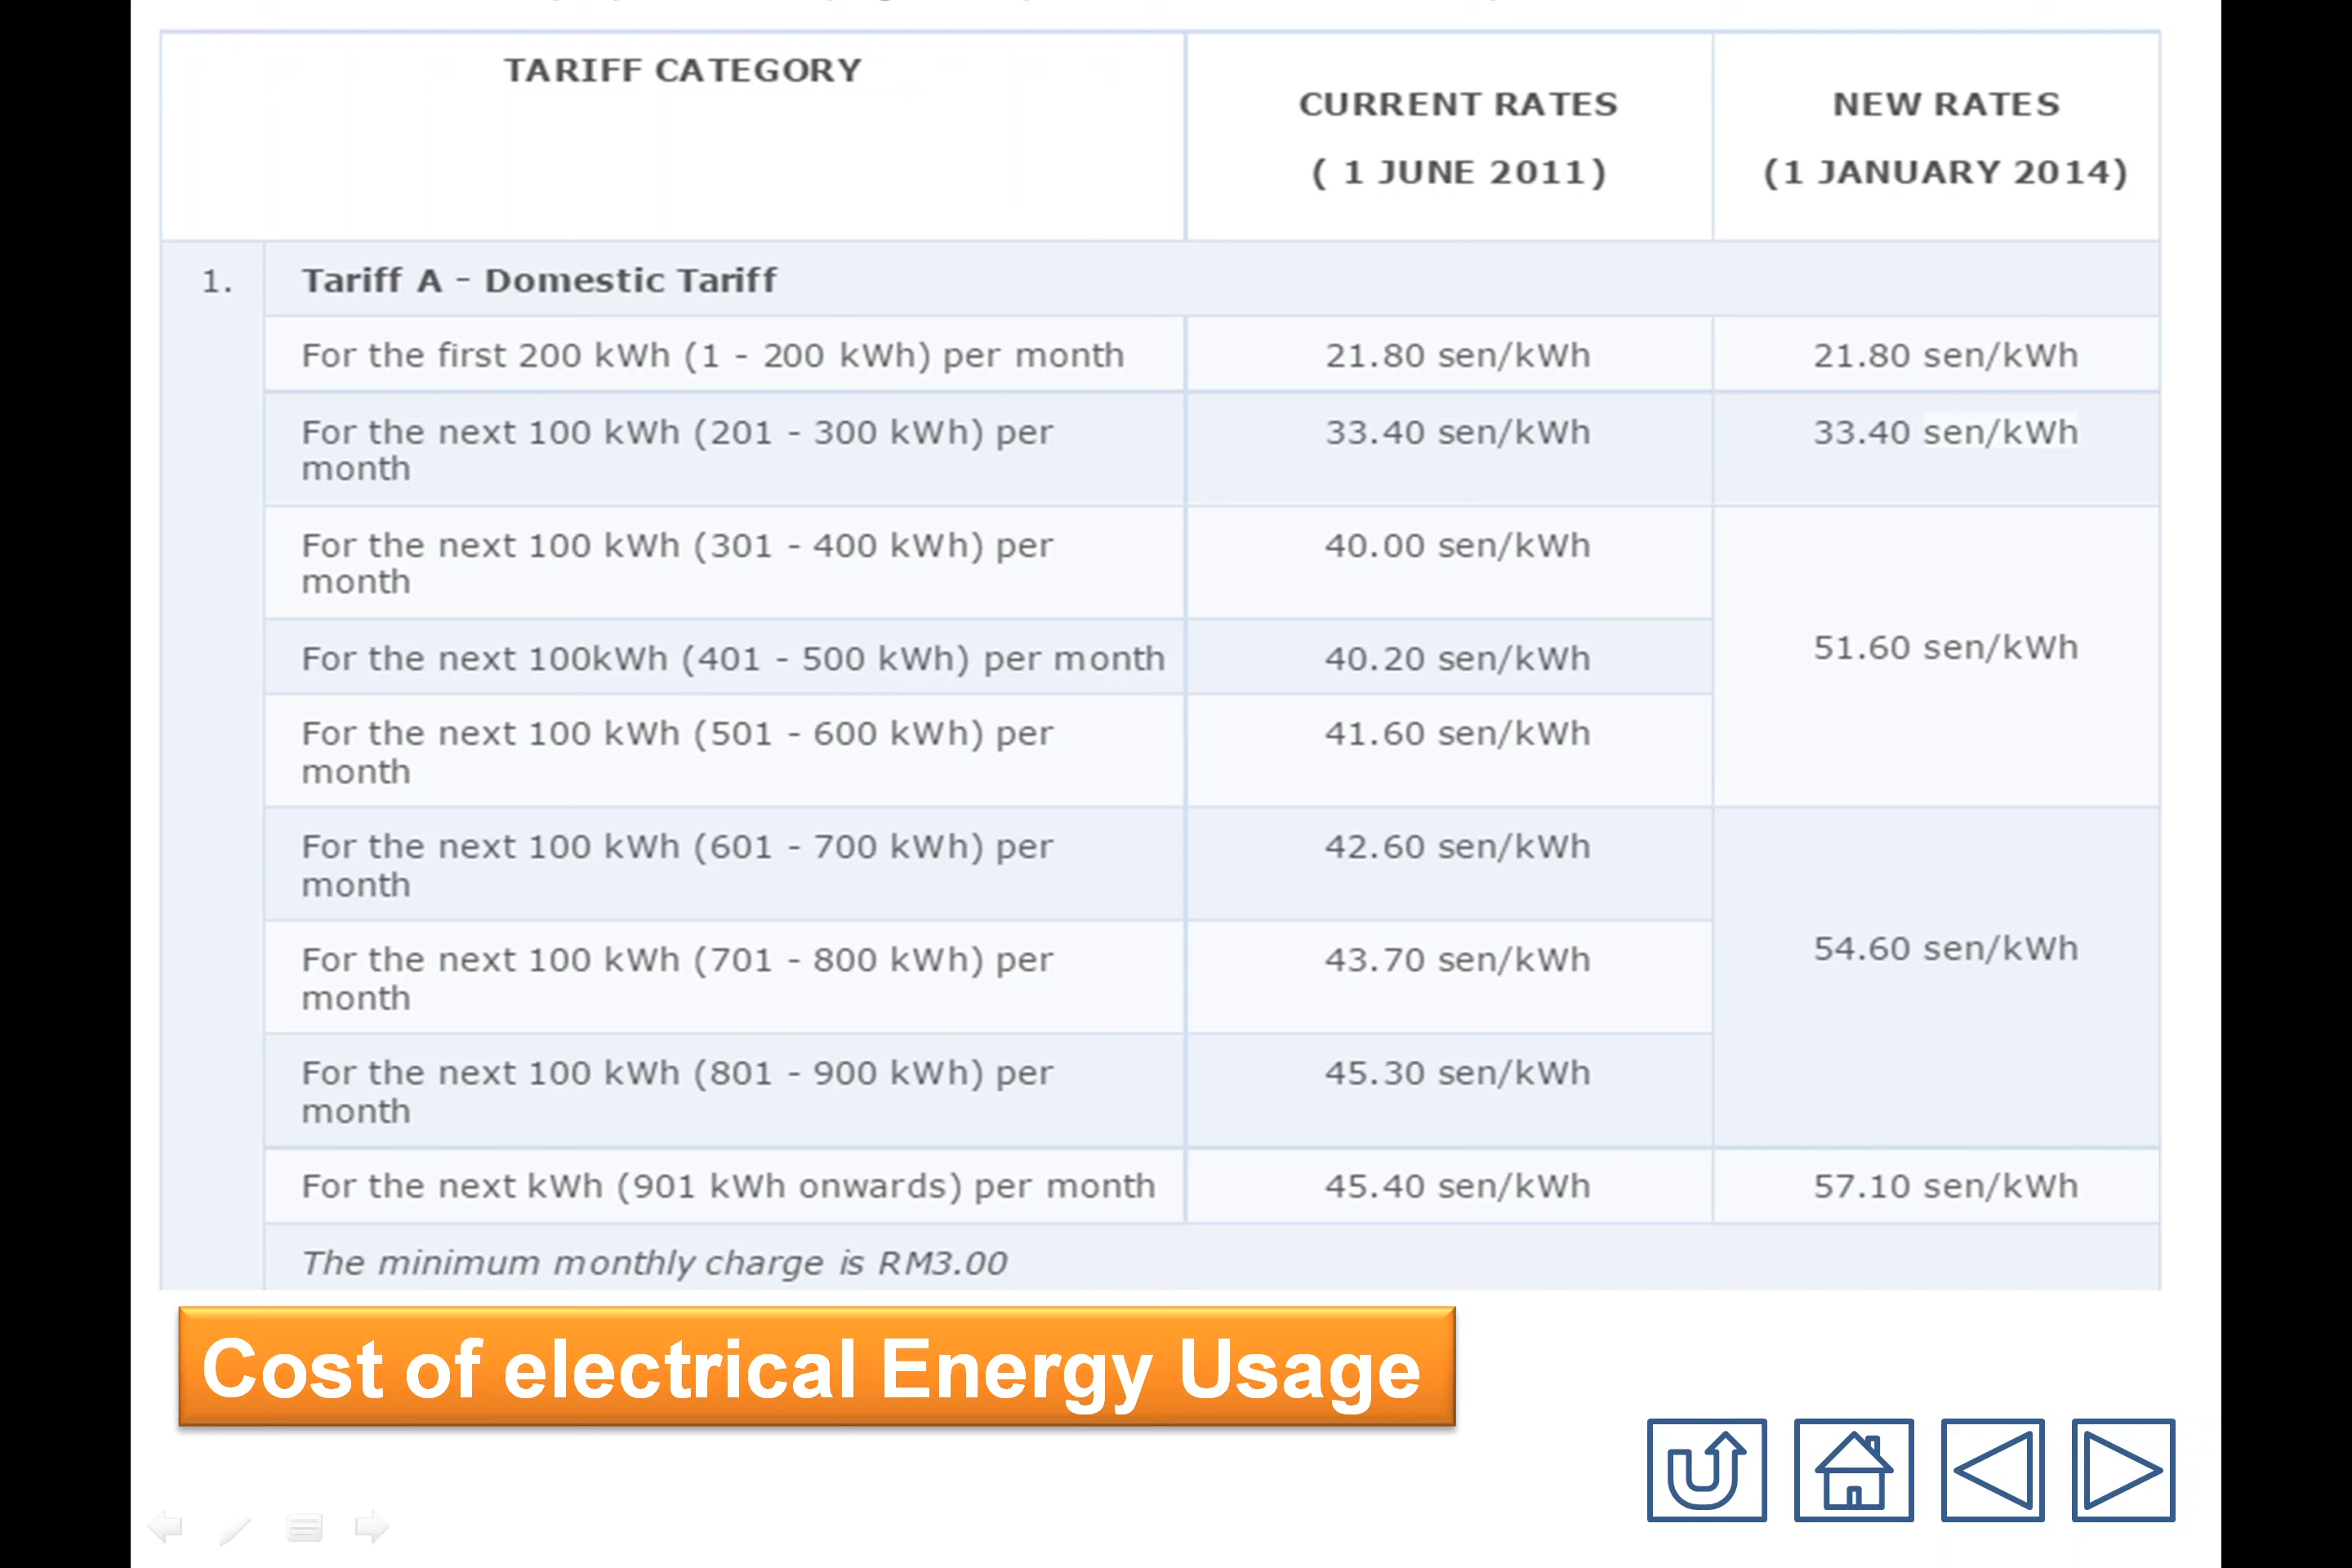 TARIFF CATEGORY
CURRENT RATES
( 1 JUNE 2011)
NEW RATES
(1 JANUARY 2014)
1. Tariff A - Domestic Tariff
For the first 200 kWh (1 - 200 kWh) per month 21.80 sen/kWh 21.80 sen/kWh
For the next 100 kWh (201 - 300 kWh) per 33.40 sen/kWh 33.40 sen/kWh
month
For the next 100 kWh (301 - 400 kWh) per 40.00 sen/kWh
month
51.60 sen/kWh
For the next 100kWh (401 - 500 kWh) per month 40.20 sen/kWh
For the next 100 kWh (501 - 600 kWh) per 41.60 sen/kWh
month
For the next 100 kWh (601 - 700 kWh) per 42.60 sen/kWh
month
54.60 sen/kWh
For the next 100 kWh (701 - 800 kWh) per 43.70 sen/kWh
month
For the next 100 kWh (801 - 900 kWh) per 45.30 sen/kWh
month
For the next kWh (901 kWh onwards) per month 45.40 sen/kWh 57.10 sen/kWh
The minimum monthly charge is RM3.00
Cost of electrical Energy Usage